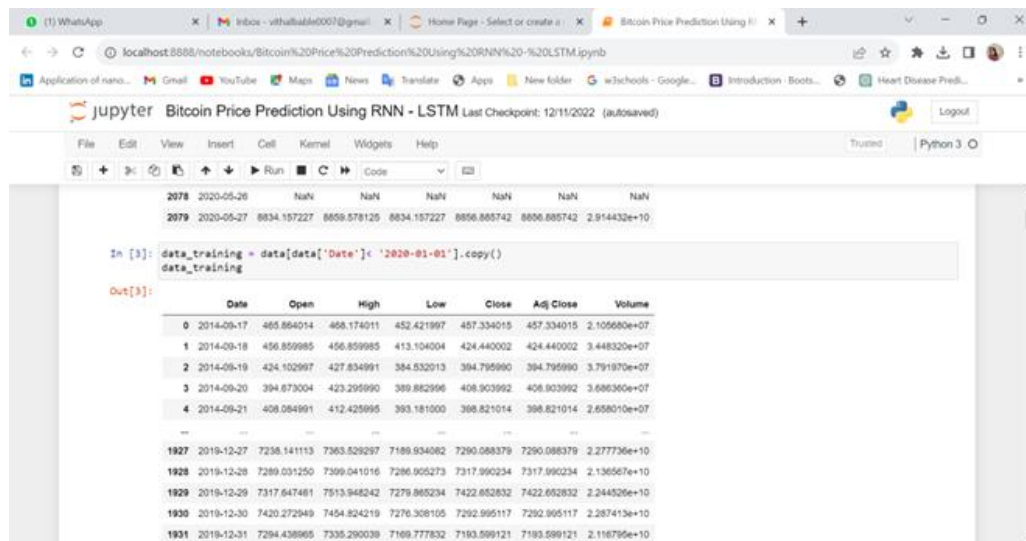 (1) WhatsApp
Inbox - vithalbable0007@gmail
Home Page - Select or create a
Bitcoin Price Prediction Using R
localhost:8888/notebooks/Bitcoin%20Price%20Prediction%20Using%20RNN%20-%20LSTM.ipynb
Application of nano... Gmail YouTube Maps News Translate Apps New folder w3schools - Google... Introduction · Boots... Heart Disease Predi...
jupyter Bitcoin Price Prediction Using RNN - LSTM Last Checkpoint: 12/11/2022 (autosaved) Logout
File Edit View Insert Cell Kernel Widgets Help Trusted Python 3
Run Code
2078 2020-05-26 NaN NaN NaN NaN NaN NaN
2079 2020-05-27 8834.157227 8859.578125 8834.157227 8856.885742 8856.885742 2.914432e+10
In [3]: data_training = data[data['Date']< '2020-01-01'].copy()
data_training
Out[3]:
Date Open High Low Close Adj Close Volume
0 2014-09-17 465.864014 468.174011 452.421997 457.334015 457.334015 2.105680e+07
1 2014-09-18 456.859985 456.859985 413.104004 424.440002 424.440002 3.448320e+07
2 2014-09-19 424.102997 427.834991 384.532013 394.795990 394.795990 3.791970e+07
3 2014-09-20 394.673004 423.295990 389.882996 408.903992 408.903992 3.686360e+07
4 2014-09-21 408.084991 412.425995 393.181000 398.821014 398.821014 2.658010e+07
... ... ... ... ... ... ... ...
1927 2019-12-27 7238.141113 7363.529297 7189.934082 7290.088379 7290.088379 2.277736e+10
1928 2019-12-28 7289.031250 7399.041016 7286.905273 7317.990234 7317.990234 2.136567e+10
1929 2019-12-29 7317.647461 7513.948242 7279.865234 7422.652832 7422.652832 2.244526e+10
1930 2019-12-30 7420.272949 7454.824219 7276.308105 7292.995117 7292.995117 2.287413e+10
1931 2019-12-31 7294.438965 7335.290039 7169.777832 7193.599121 7193.599121 2.116795e+10